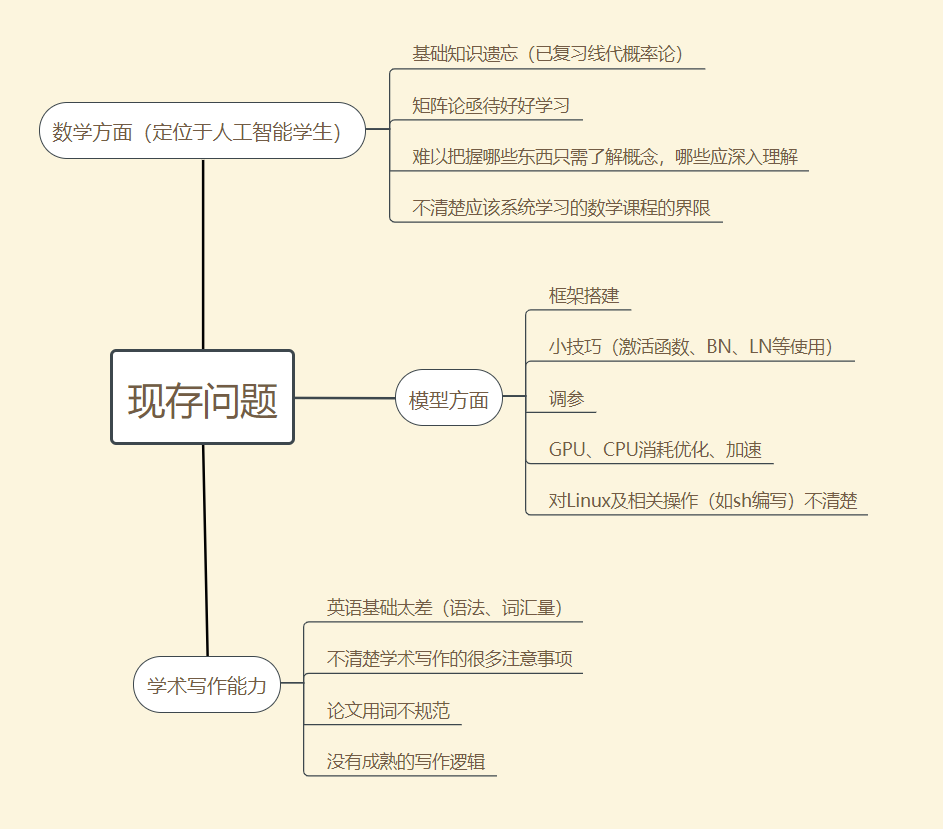 现存问题
数学方面（定位于人工智能学生）
基础知识遗忘（已复习线代概率论）
矩阵论亟待好好学习
难以把握哪些东西只需了解概念，哪些应深入理解
不清楚应该系统学习的数学课程的界限
模型方面
框架搭建
小技巧（激活函数、BN、LN等使用）
调参
GPU、CPU消耗优化、加速
对Linux及相关操作（如sh编写）不清楚
学术写作能力
英语基础太差（语法、词汇量）
不清楚学术写作的很多注意事项
论文用词不规范
没有成熟的写作逻辑